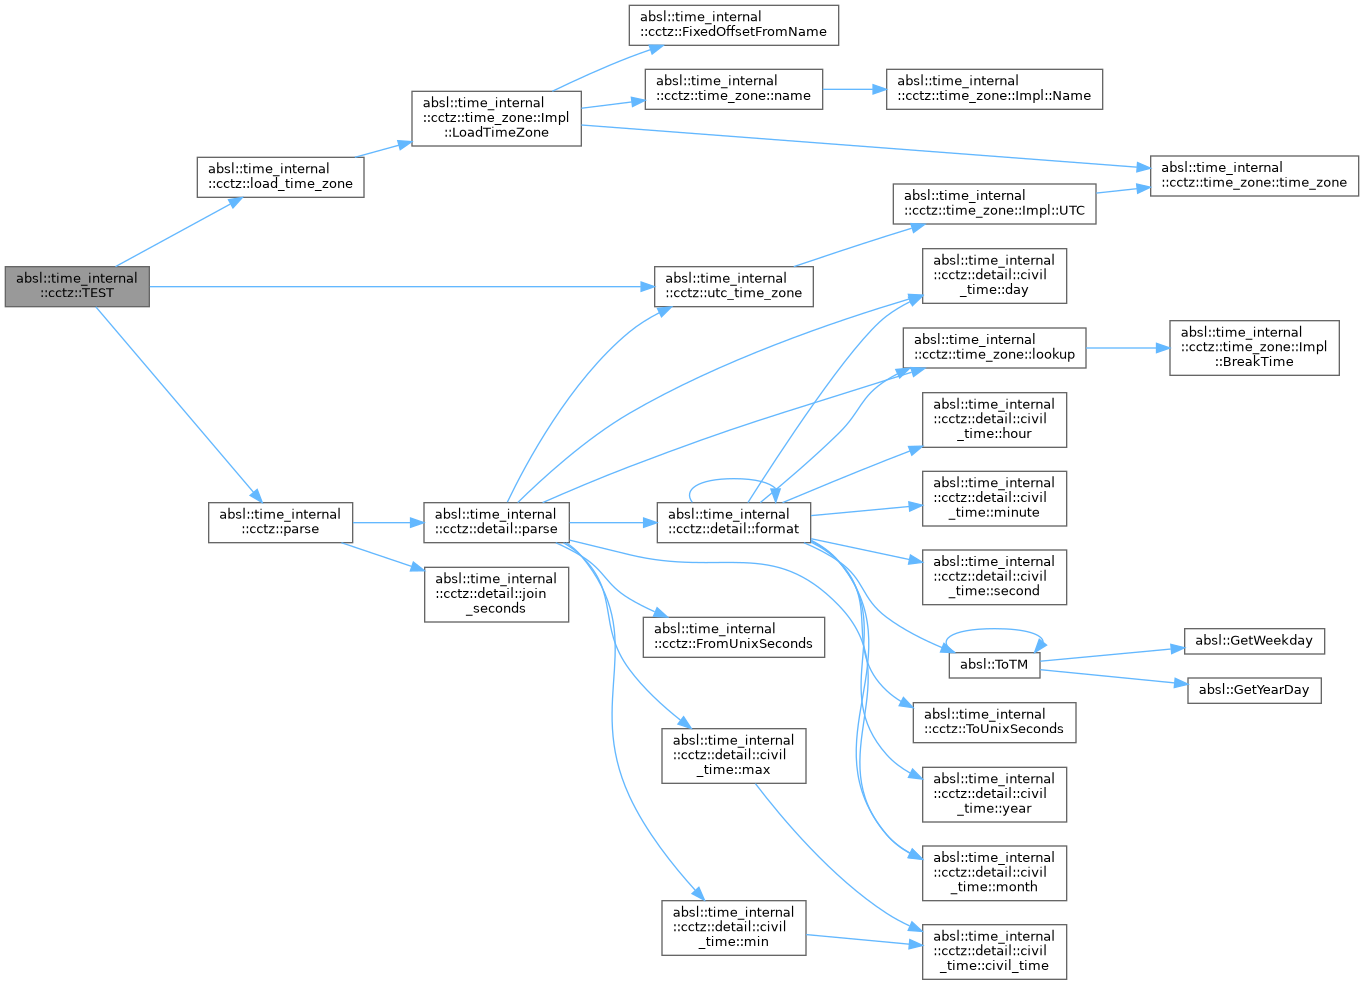 absl::time_internal
::cctz::FixedOffsetFromName
absl::time_internal
::cctz::time_zone::name
absl::time_internal
::cctz::time_zone::Impl::Name
absl::time_internal
::cctz::time_zone::Impl
::LoadTimeZone
absl::time_internal
::cctz::load_time_zone
absl::time_internal
::cctz::time_zone::time_zone
absl::time_internal
::cctz::time_zone::Impl::UTC
absl::time_internal
::cctz::TEST
absl::time_internal
::cctz::utc_time_zone
absl::time_internal
::cctz::detail::civil
_time::day
absl::time_internal
::cctz::time_zone::lookup
absl::time_internal
::cctz::time_zone::Impl
::BreakTime
absl::time_internal
::cctz::detail::civil
_time::hour
absl::time_internal
::cctz::detail::civil
_time::minute
absl::time_internal
::cctz::parse
absl::time_internal
::cctz::detail::parse
absl::time_internal
::cctz::detail::format
absl::time_internal
::cctz::detail::civil
_time::second
absl::time_internal
::cctz::detail::join
_seconds
absl::time_internal
::cctz::FromUnixSeconds
absl::ToTM
absl::GetWeekday
absl::GetYearDay
absl::time_internal
::cctz::ToUnixSeconds
absl::time_internal
::cctz::detail::civil
_time::max
absl::time_internal
::cctz::detail::civil
_time::year
absl::time_internal
::cctz::detail::civil
_time::month
absl::time_internal
::cctz::detail::civil
_time::min
absl::time_internal
::cctz::detail::civil
_time::civil_time